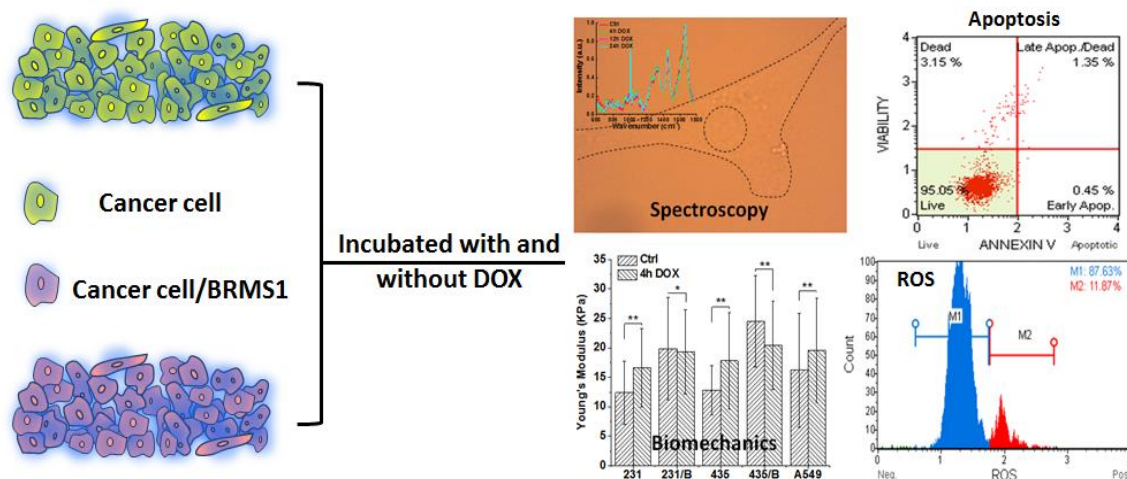 Cancer cell
Cancer cell/BRMS1
Incubated with and
without DOX
Ctrl
4h DOX
12h DOX
24h DOX
Intensity (a.u.)
Wavenumber (cm⁻¹)
Spectroscopy
Apoptosis
Dead
3.15 %
Late Apop./Dead
1.35 %
VIABILITY
4
3
2
1
0
95.05 %
Live
0.45 %
Early Apop.
0 1 2 3 4
Live ANNEXIN V Apoptotic
Young's Modulus (KPa)
35
30
25
20
15
10
5
0
Ctrl
4h DOX
** * ** ** **
Biomechanics
231 231/B 435 435/B A549
ROS
M1: 87.63%
M2: 11.87%
Count
100
90
80
70
60
50
40
30
20
10
0
M1
M2
0 1 2 3
Neg. ROS Pos